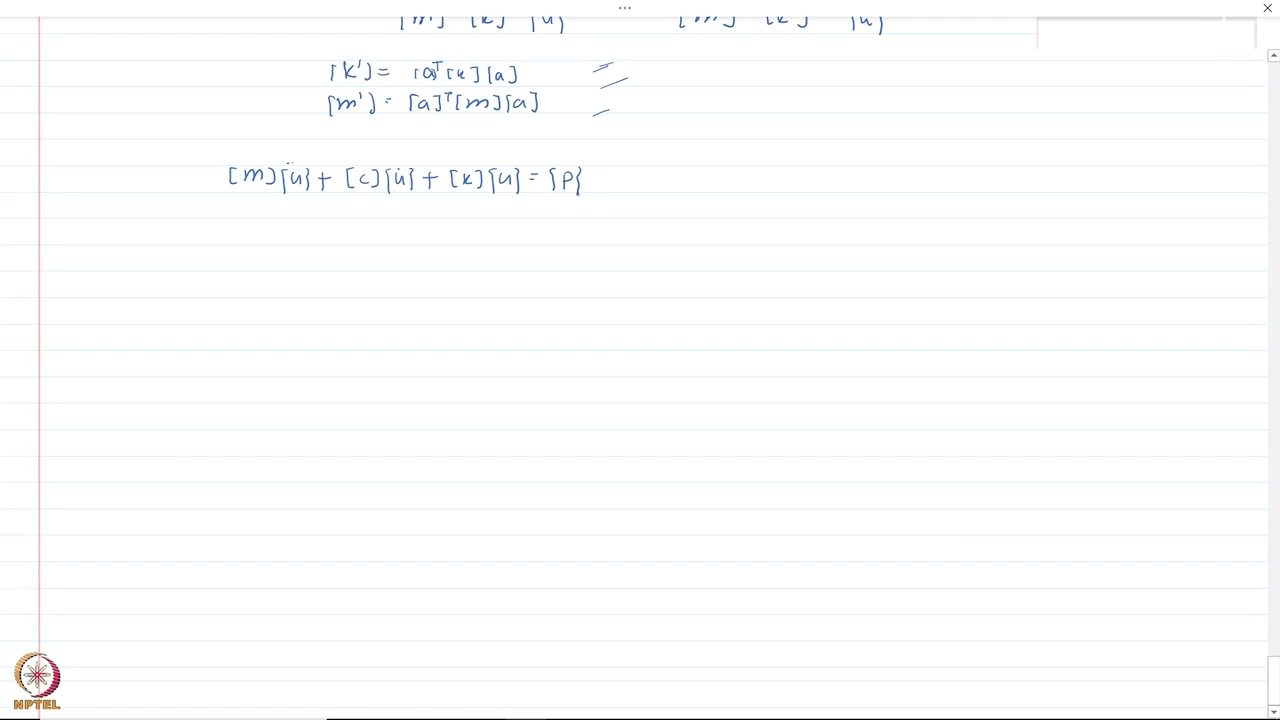 [m] [k] {u} [m] [k] {u}
[k'] = [a]ᵀ[k][a]
[m'] = [a]ᵀ[m][a]
[m]{ü} + [c]{u̇} + [k]{u} = {p}
NPTEL